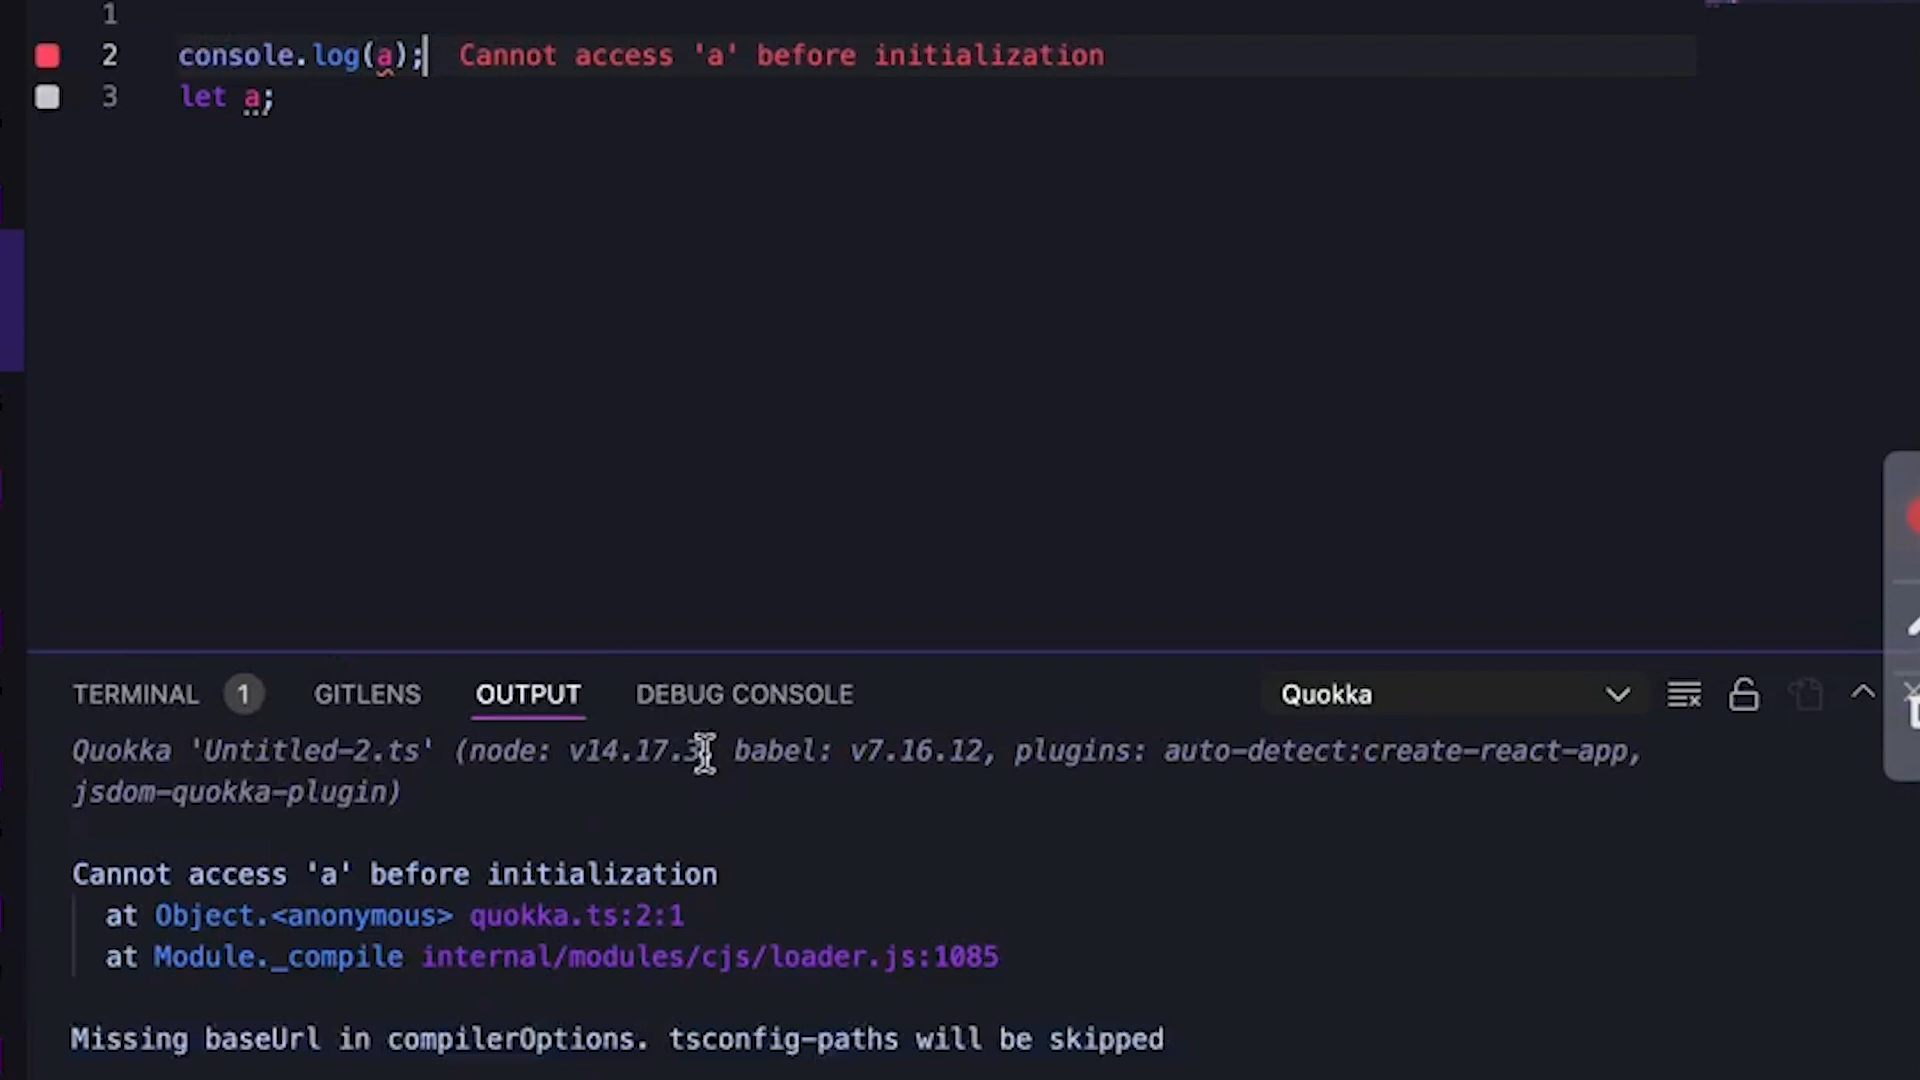 1
2 console.log(a); Cannot access 'a' before initialization
3 let a;
TERMINAL 1 GITLENS OUTPUT DEBUG CONSOLE Quokka
Quokka 'Untitled-2.ts' (node: v14.17.3, babel: v7.16.12, plugins: auto-detect:create-react-app,
jsdom-quokka-plugin)
Cannot access 'a' before initialization
at Object.<anonymous> quokka.ts:2:1
at Module._compile internal/modules/cjs/loader.js:1085
Missing baseUrl in compilerOptions. tsconfig-paths will be skipped